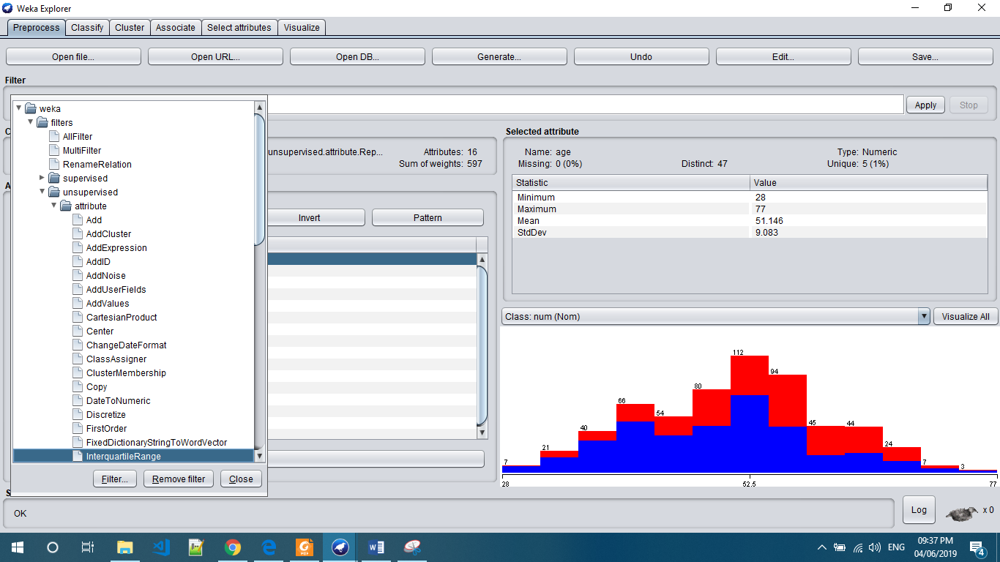 Weka Explorer
Preprocess Classify Cluster Associate Select attributes Visualize
Open file... Open URL... Open DB... Generate... Undo Edit... Save...
Filter
Apply Stop
weka
filters
AllFilter
MultiFilter
RenameRelation
supervised
unsupervised
attribute
Add
AddCluster
AddExpression
AddID
AddNoise
AddUserFields
AddValues
CartesianProduct
Center
ChangeDateFormat
ClassAssigner
ClusterMembership
Copy
DateToNumeric
Discretize
FirstOrder
FixedDictionaryStringToWordVector
InterquartileRange
Filter... Remove filter Close
C
unsupervised.attribute.Rep... Attributes: 16
Sum of weights: 597
A
Invert Pattern
Selected attribute
Name: age Type: Numeric
Missing: 0 (0%) Distinct: 47 Unique: 5 (1%)
Statistic Value
Minimum 28
Maximum 77
Mean 51.146
StdDev 9.083
Class: num (Nom) Visualize All
7 21 40 66 54 80 112 94 45 44 24 7 3
28 52.5 77
S
OK
Log x 0
ENG
09:37 PM
04/06/2019
4